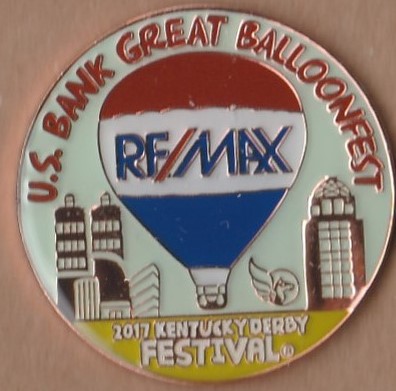 U.S. BANK GREAT BALLOONFEST
RE/MAX
2017 KENTUCKY DERBY
FESTIVAL®